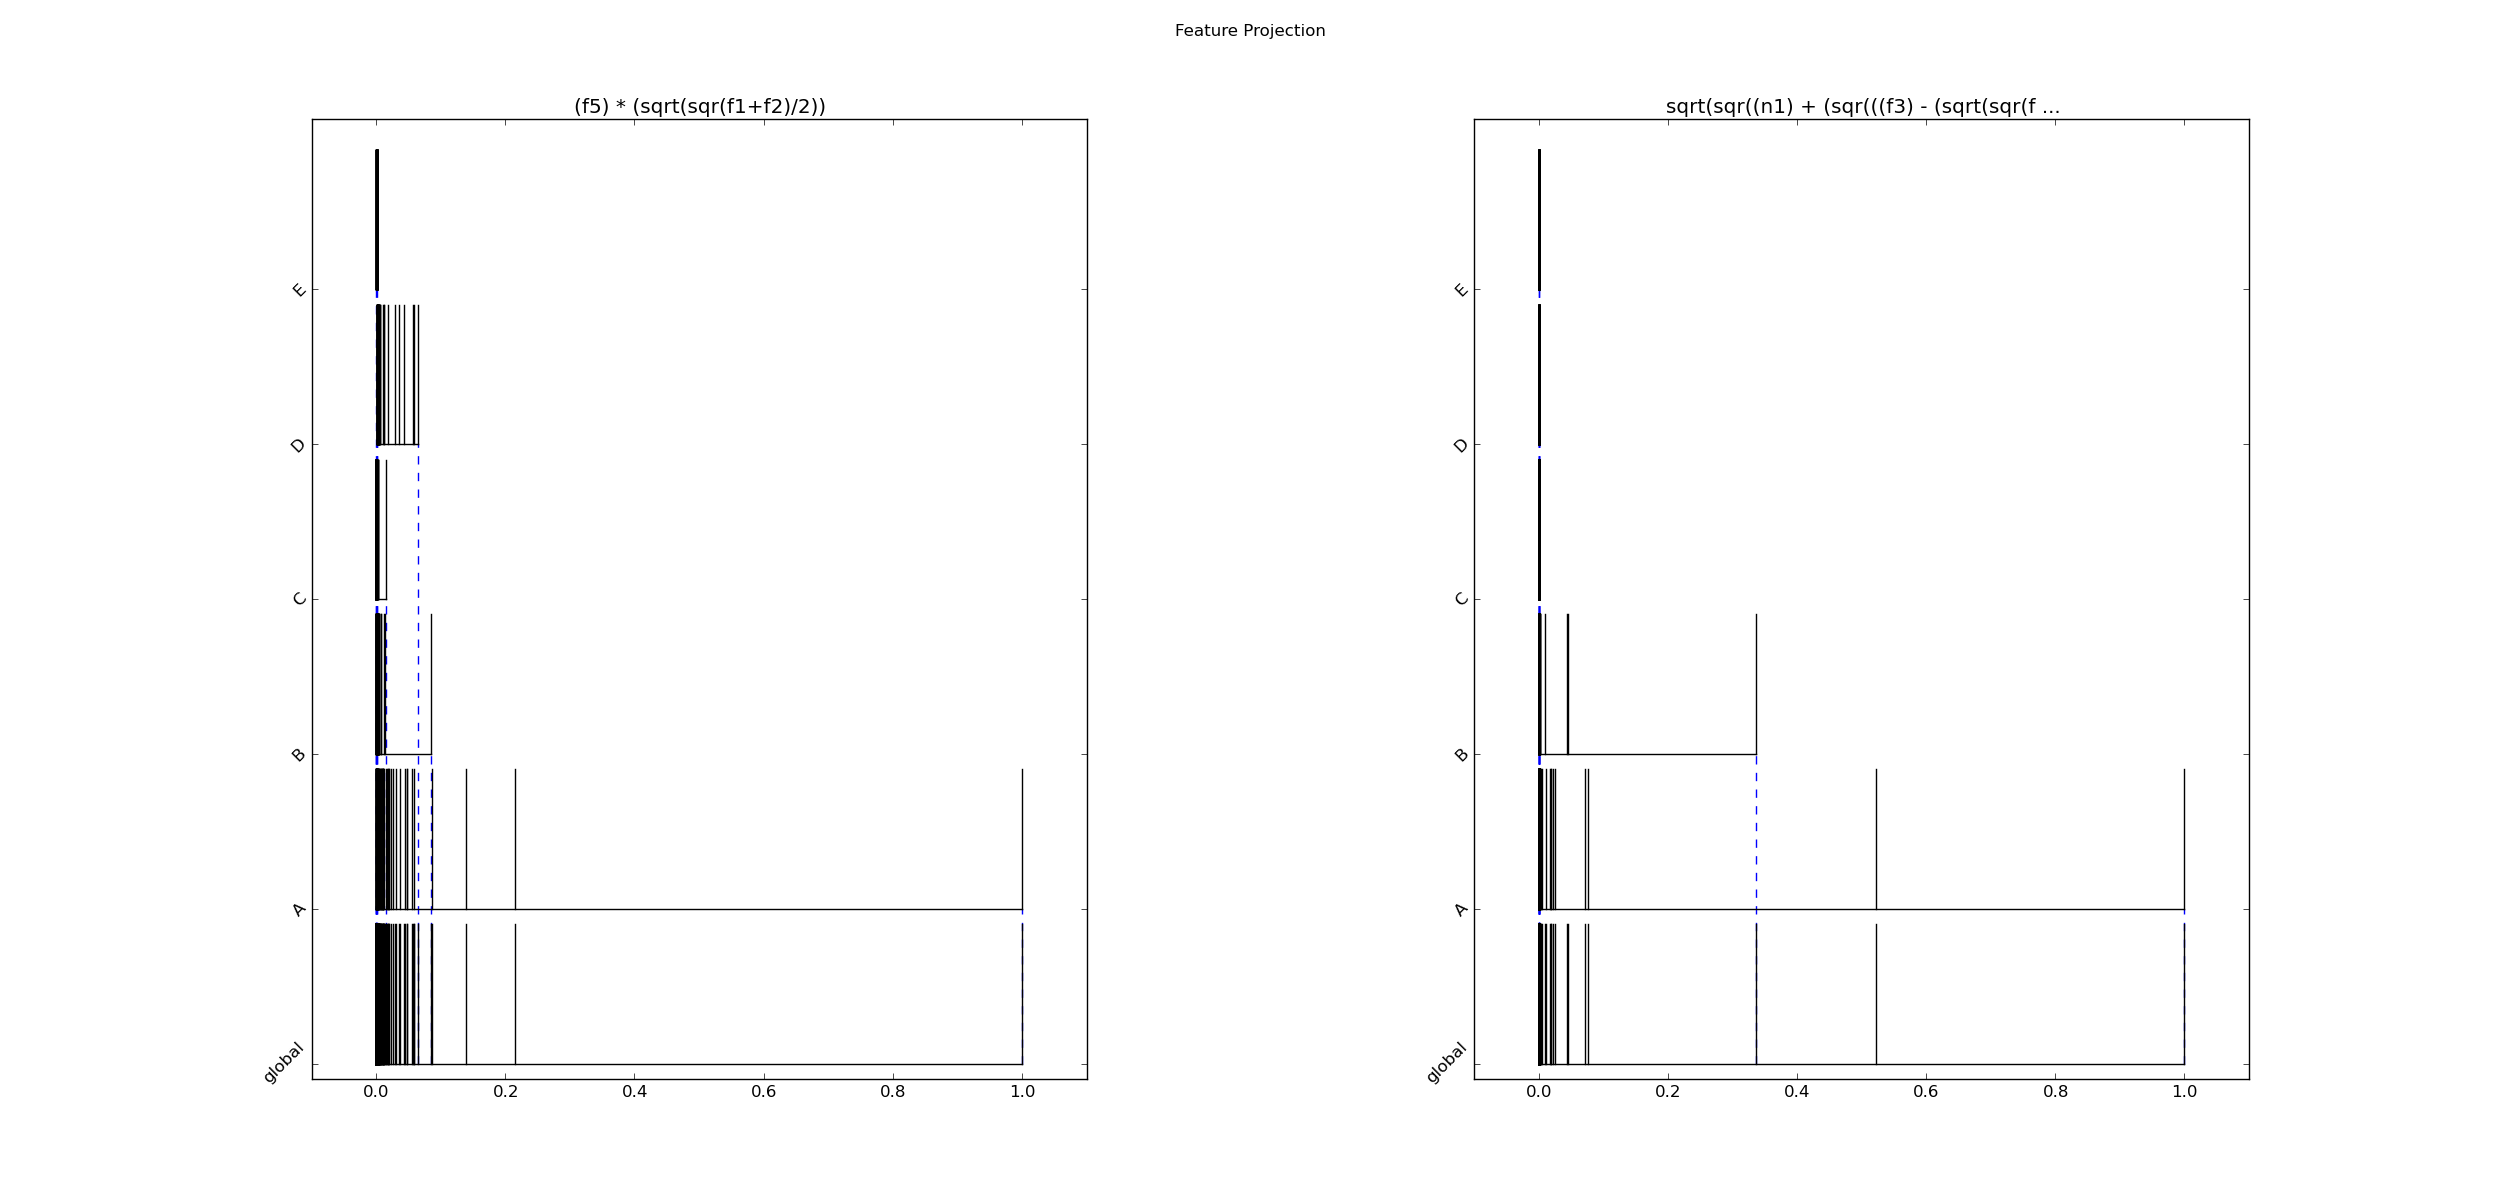 Feature Projection
(f5) * (sqrt(sqr(f1+f2)/2))
E
D
C
B
A
global
0.0 0.2 0.4 0.6 0.8 1.0
sqrt(sqr((n1) + (sqr(((f3) - (sqrt(sqr(f ...
E
D
C
B
A
global
0.0 0.2 0.4 0.6 0.8 1.0